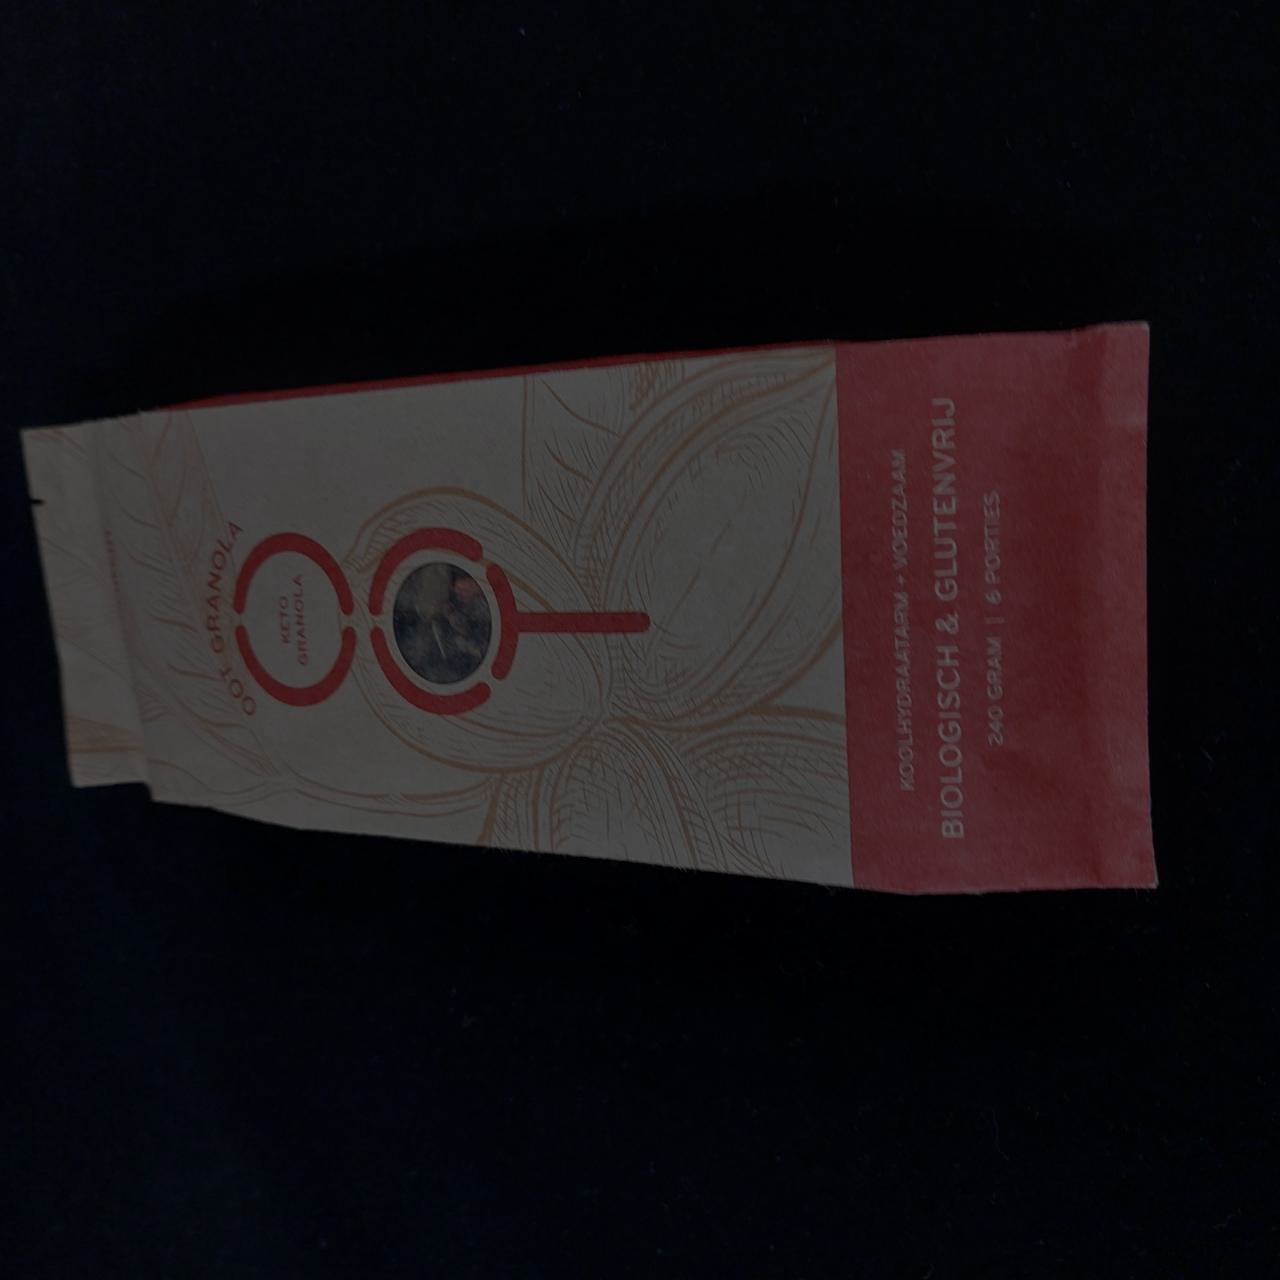 OOT GRANOLA
KETO
GRANOLA
KOOLHYDRAATARM + VOEDZAAM
BIOLOGISCH & GLUTENVRIJ
240 GRAM | 6 PORTIES